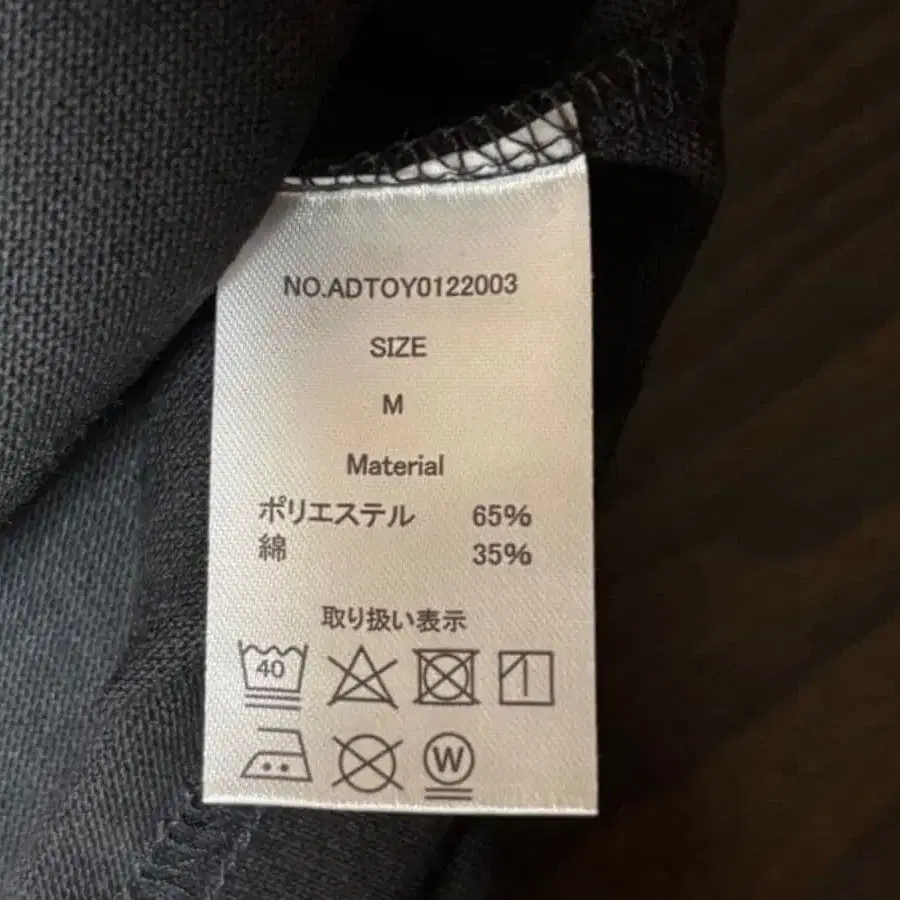 NO.ADTOY0122003
SIZE
M
Material
ポリエステル 65%
綿 35%
取り扱い表示
40
W